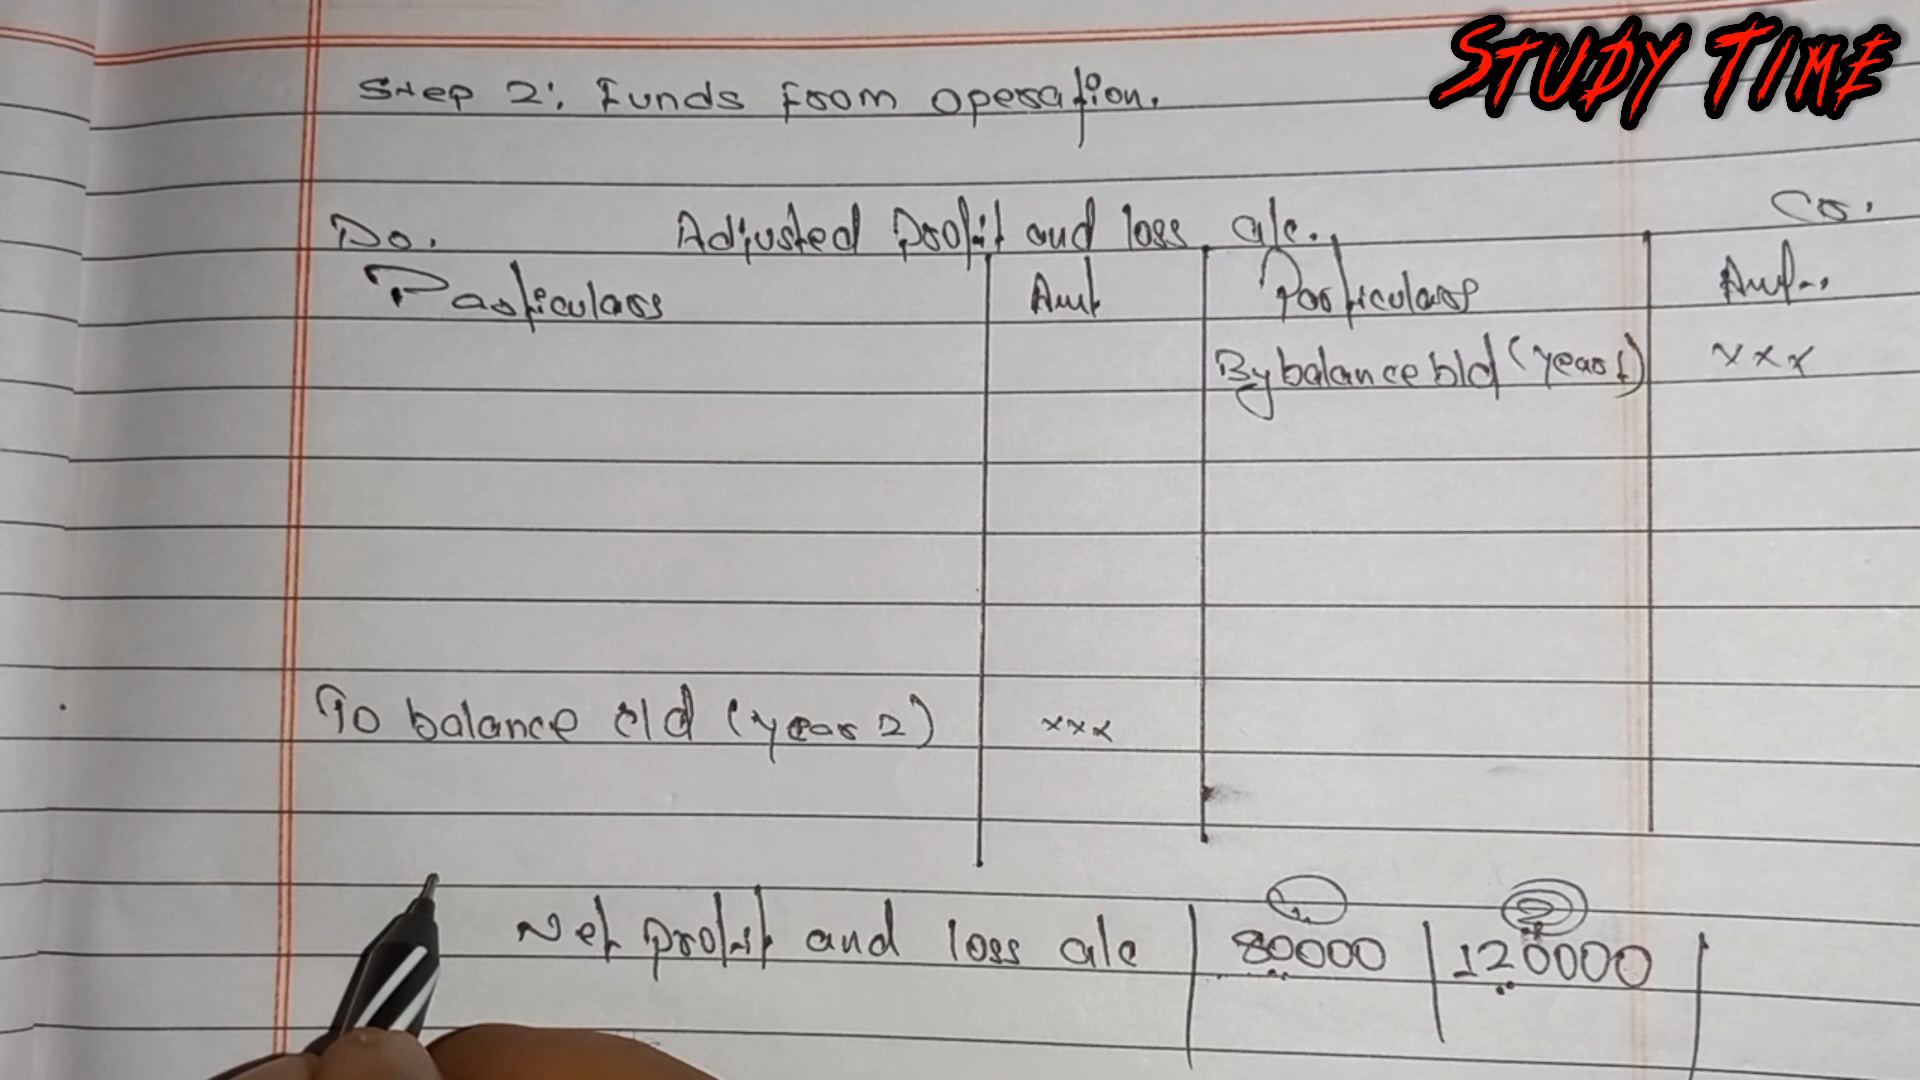 STUDY TIME
Step 2: Funds from operation.
Dr. Adjusted Profit and loss a/c. Cr.
Particulars Amt Particulars Amt..
By balance b/d (year 1) xxx
To balance c/d (year 2) xxx
Net profit and loss a/c 80000 120000